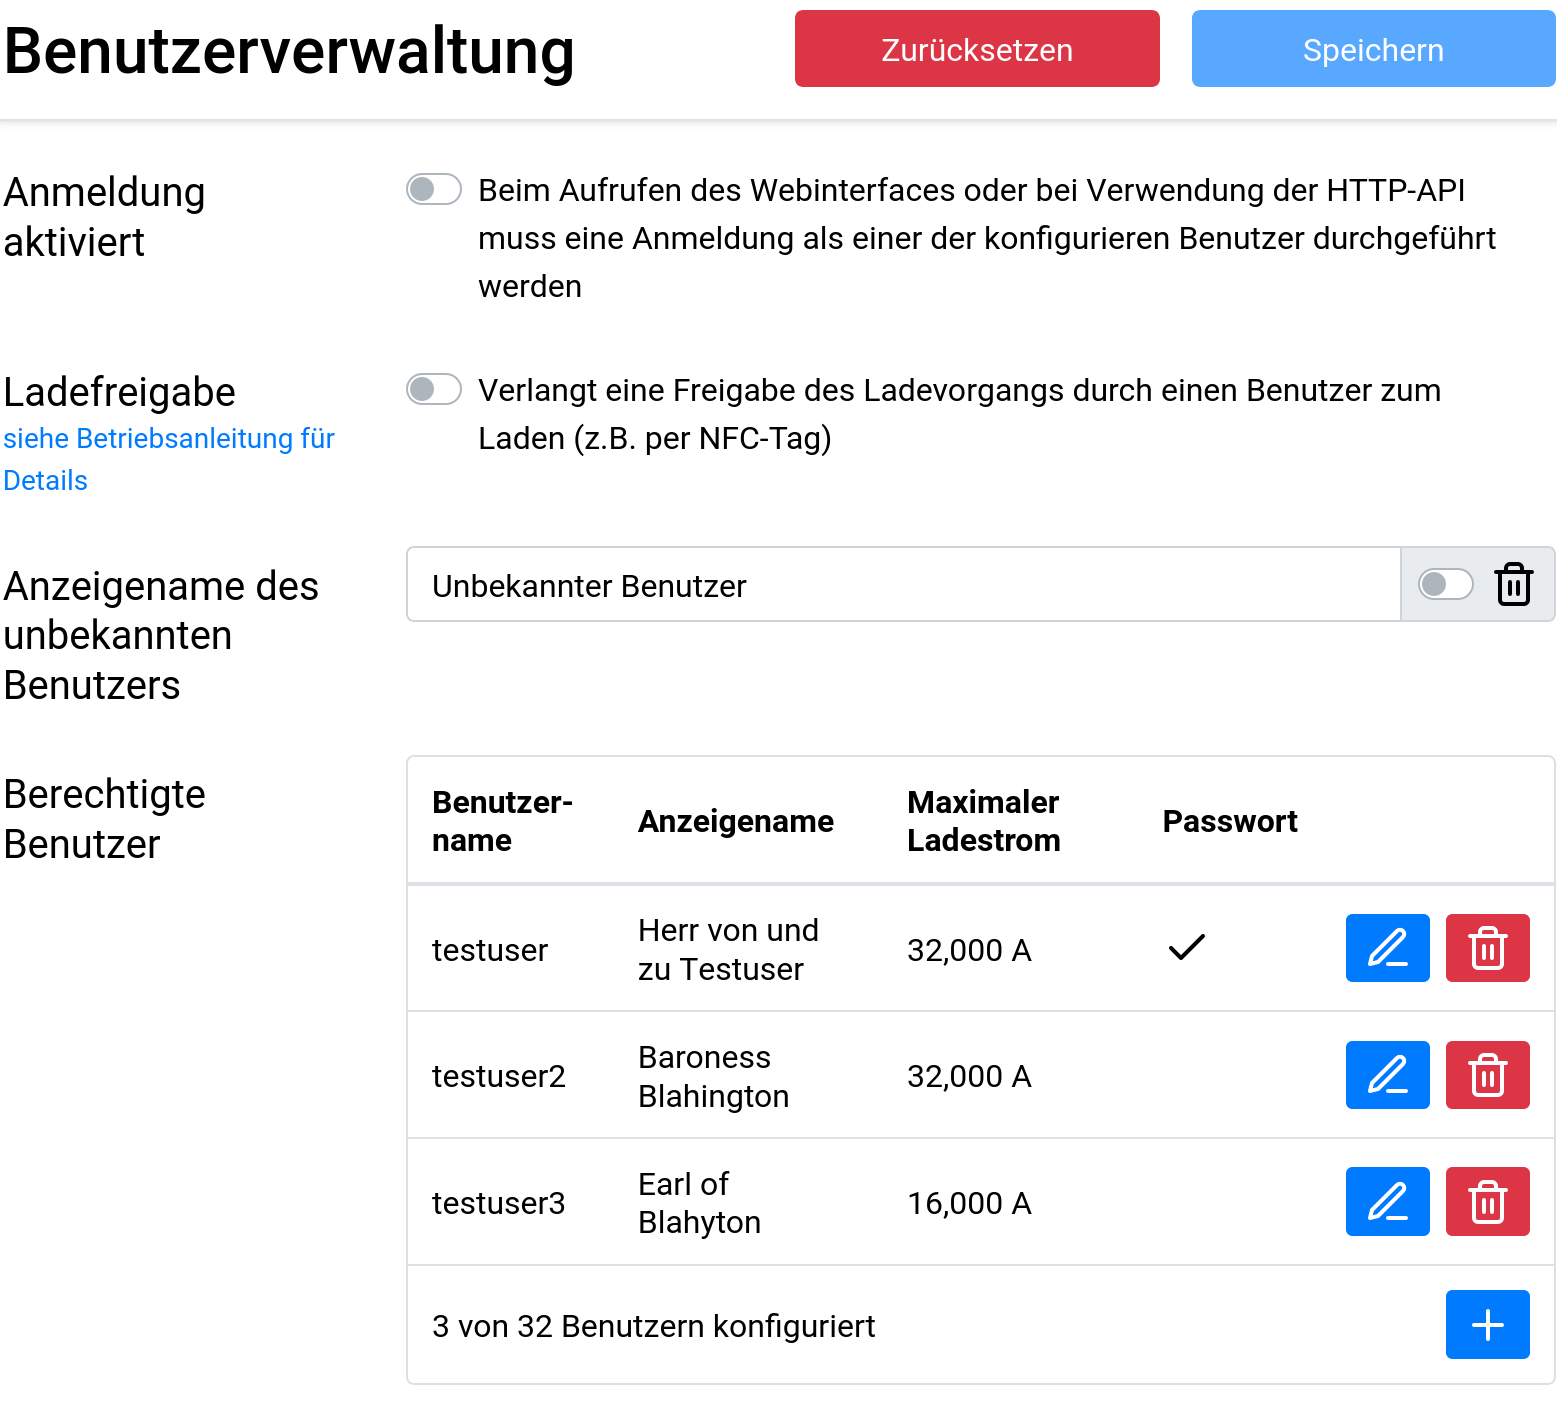 Benutzerverwaltung
Zurücksetzen
Speichern
Anmeldung
aktiviert
Beim Aufrufen des Webinterfaces oder bei Verwendung der HTTP-API
muss eine Anmeldung als einer der konfigurieren Benutzer durchgeführt
werden
Ladefreigabe
siehe Betriebsanleitung für
Details
Verlangt eine Freigabe des Ladevorgangs durch einen Benutzer zum
Laden (z.B. per NFC-Tag)
Anzeigename des
unbekannten
Benutzers
Unbekannter Benutzer
Berechtigte
Benutzer
Benutzer-
name
Anzeigename
Maximaler
Ladestrom
Passwort
testuser
Herr von und
zu Testuser
32,000 A
testuser2
Baroness
Blahington
32,000 A
testuser3
Earl of
Blahyton
16,000 A
3 von 32 Benutzern konfiguriert